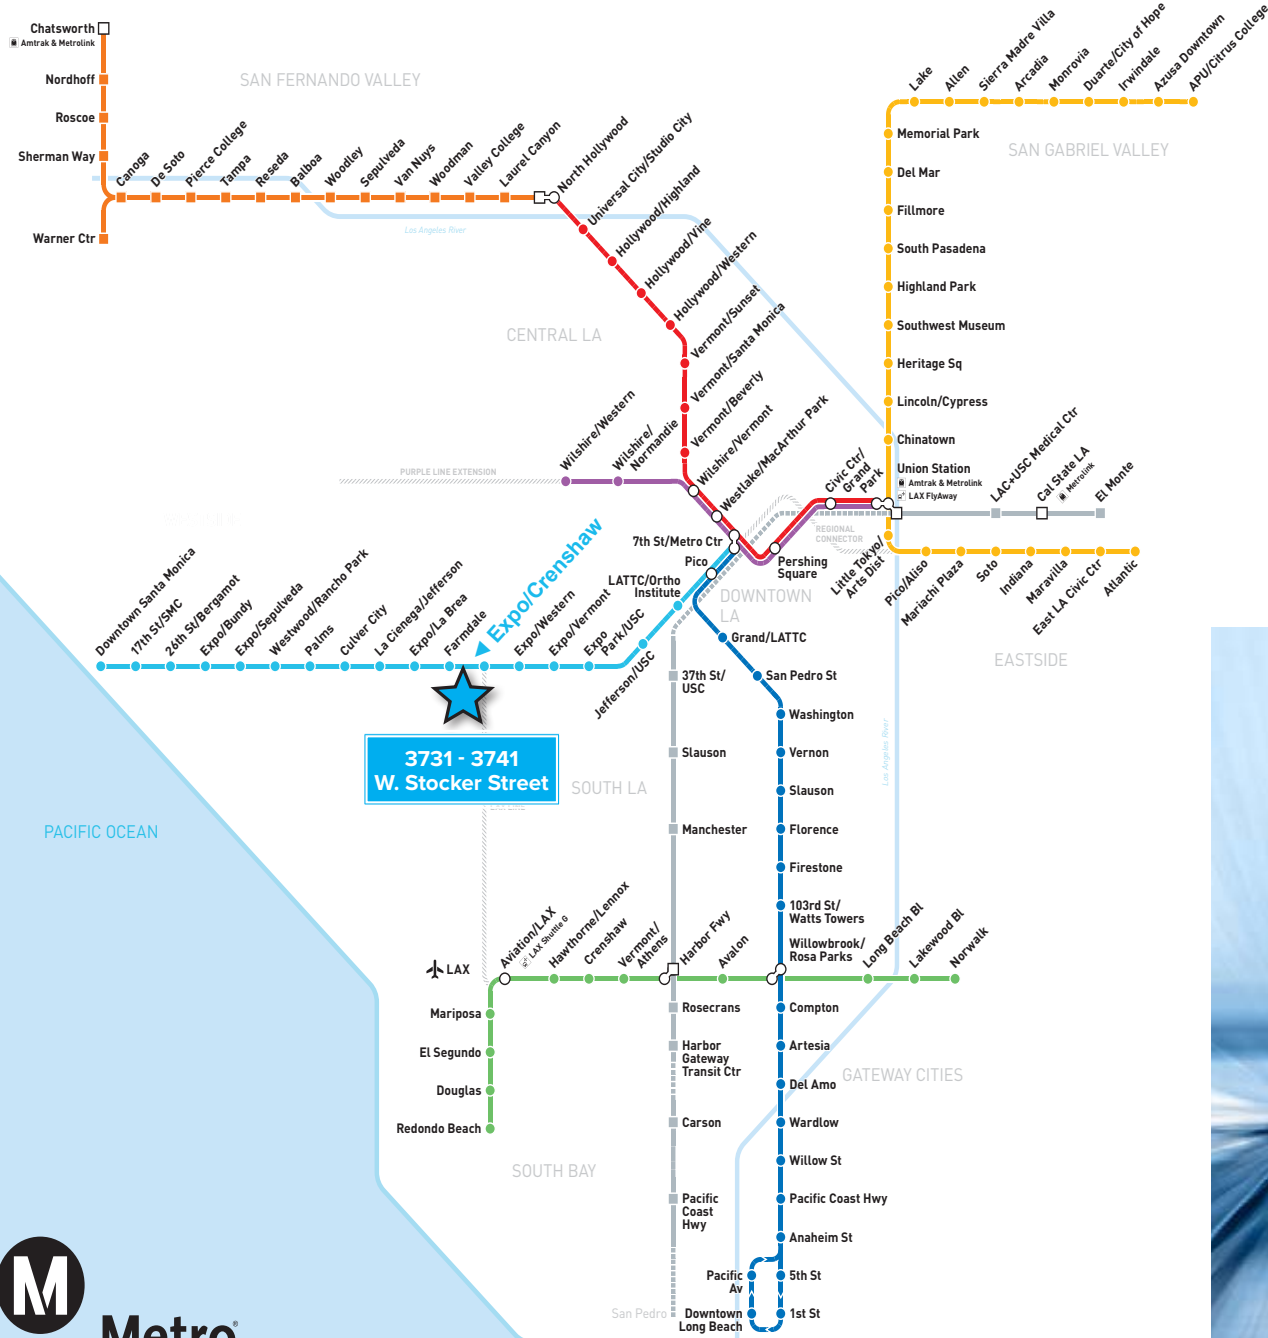 Chatsworth
Amtrak & Metrolink
Nordhoff
Roscoe
Sherman Way
Warner Ctr
SAN FERNANDO VALLEY
Canoga
De Soto
Pierce College
Tampa
Reseda
Balboa
Woodley
Sepulveda
Van Nuys
Woodman
Valley College
Laurel Canyon
North Hollywood
Universal City/Studio City
Hollywood/Highland
Hollywood/Vine
Hollywood/Western
Vermont/Sunset
Vermont/Santa Monica
Vermont/Beverly
Wilshire/Vermont
Westlake/MacArthur Park
Los Angeles River
CENTRAL LA
Lake
Allen
Sierra Madre Villa
Arcadia
Monrovia
Duarte/City of Hope
Irwindale
Azusa Downtown
APU/Citrus College
Memorial Park
SAN GABRIEL VALLEY
Del Mar
Fillmore
South Pasadena
Highland Park
Southwest Museum
Heritage Sq
Lincoln/Cypress
Chinatown
Union Station
Amtrak & Metrolink
LAX FlyAway
LAC+USC Medical Ctr
Cal State LA
Metrolink
El Monte
PURPLE LINE EXTENSION
Wilshire/Western
Wilshire/
Normandie
Civic Ctr/
Grand
Park
REGIONAL
CONNECTOR
7th St/Metro Ctr
Pershing
Square
Pico
Little Tokyo/
Arts Dist
Pico/Aliso
Mariachi Plaza
Soto
Indiana
Maravilla
East LA Civic Ctr
Atlantic
EASTSIDE
DOWNTOWN
LA
LATTC/Ortho
Institute
Downtown Santa Monica
17th St/SMC
26th St/Bergamot
Expo/Bundy
Expo/Sepulveda
Westwood/Rancho Park
Palms
Culver City
La Cienega/Jefferson
Expo/La Brea
Farmdale
Expo/Crenshaw
Expo/Western
Expo/Vermont
Expo
Park/USC
Jefferson/USC
Grand/LATTC
San Pedro St
Washington
Vernon
Slauson
Florence
Firestone
103rd St/
Watts Towers
Willowbrook/
Rosa Parks
37th St/
USC
Slauson
Manchester
3731 - 3741
W. Stocker Street
SOUTH LA
Los Angeles River
PACIFIC OCEAN
LAX
Aviation/LAX
LAX Shuttle G
Hawthorne/Lennox
Crenshaw
Vermont/
Athens
Harbor Fwy
Avalon
Long Beach Bl
Lakewood Bl
Norwalk
Mariposa
El Segundo
Douglas
Redondo Beach
Rosecrans
Harbor
Gateway
Transit Ctr
Carson
Pacific
Coast
Hwy
San Pedro
SOUTH BAY
Compton
Artesia
Del Amo
GATEWAY CITIES
Wardlow
Willow St
Pacific Coast Hwy
Anaheim St
Pacific
Av
5th St
Downtown
Long Beach
1st St
M
Metro®